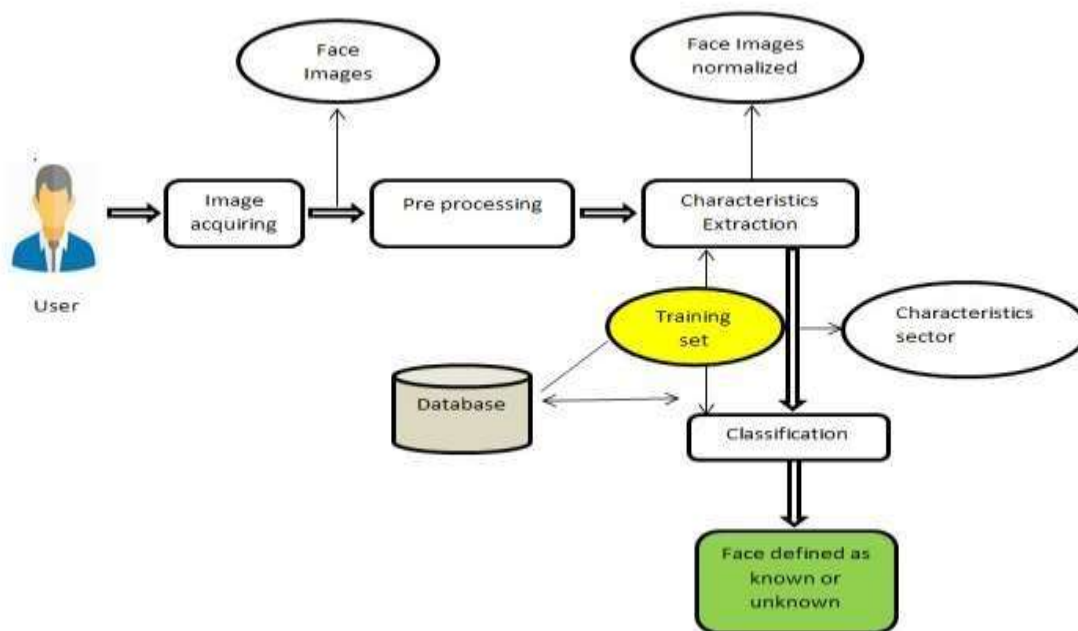 Face
Images
Face Images
normalized
Image
acquiring
Pre processing
Characteristics
Extraction
User
Training
set
Characteristics
sector
Database
Classification
Face defined as
known or
unknown